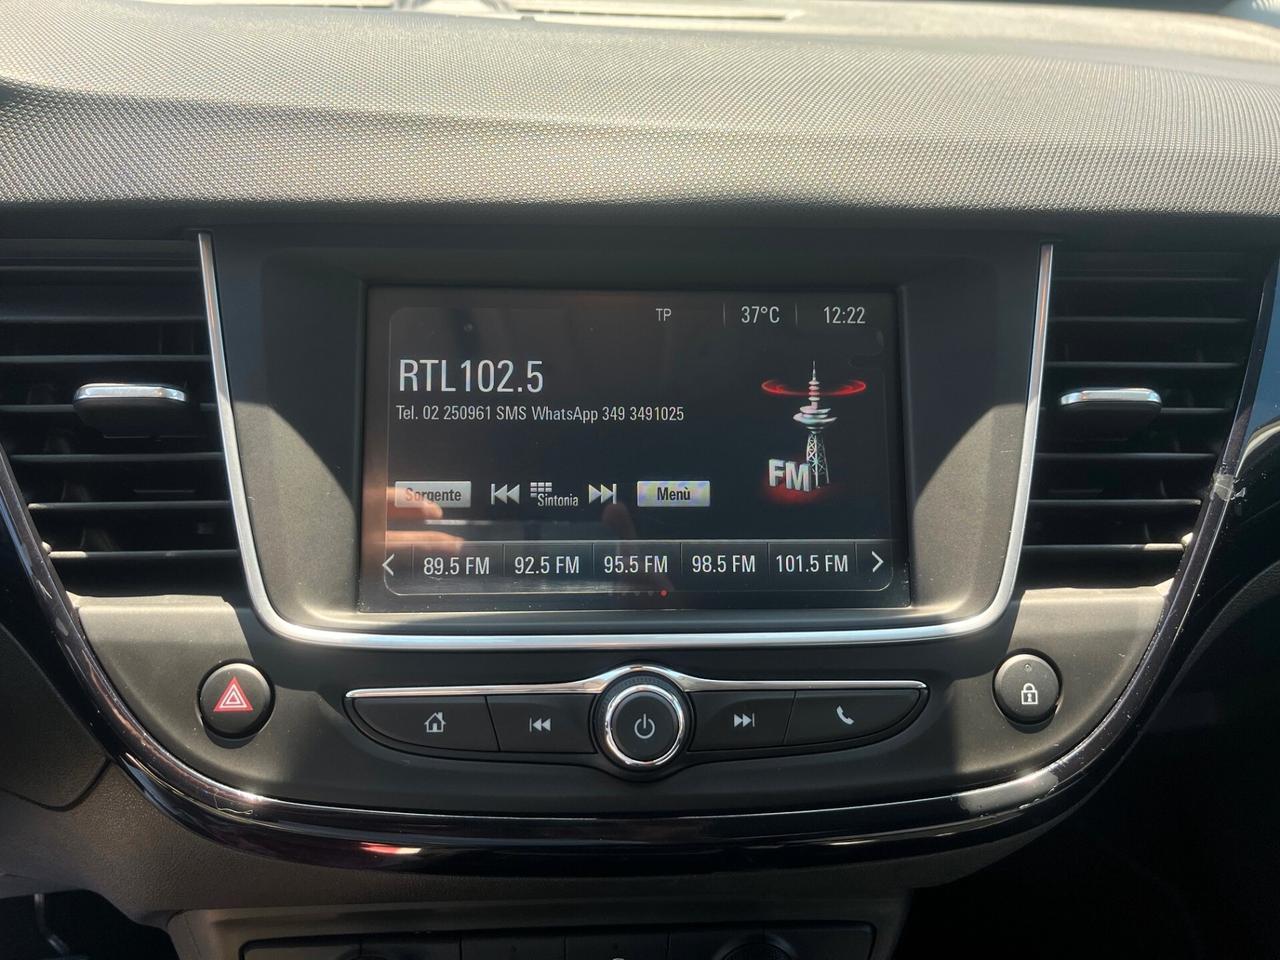 TP 37°C 12:22
RTL102.5
Tel. 02 250961 SMS WhatsApp 349 3491025
FM
Sorgente Sintonia Menù
89.5 FM 92.5 FM 95.5 FM 98.5 FM 101.5 FM